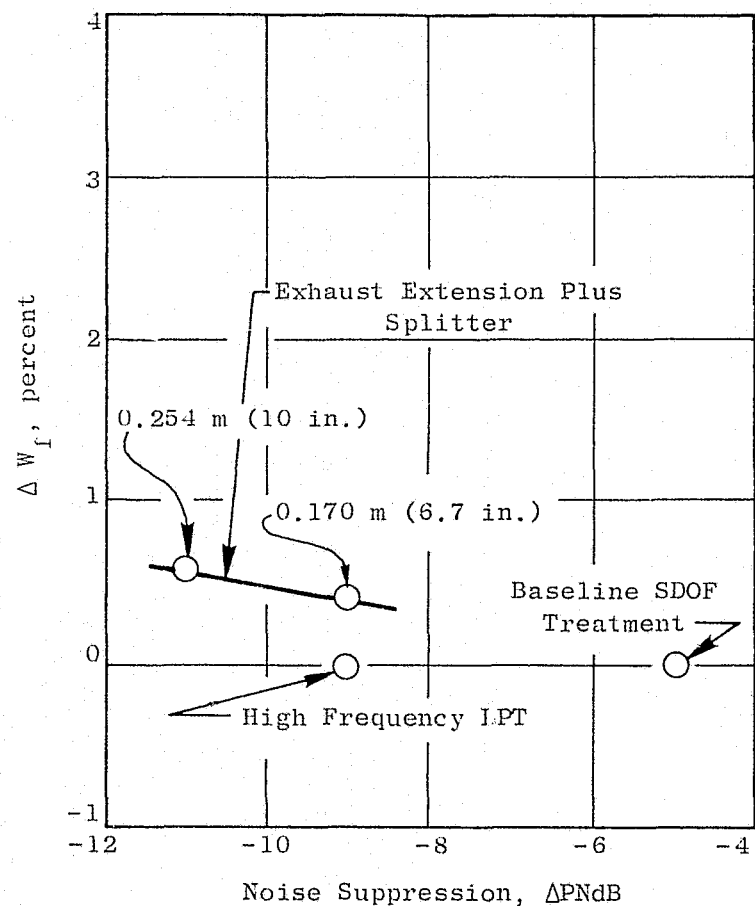 4
3
2
1
0
-1
Δ W_f, percent
Exhaust Extension Plus
Splitter
0.254 m (10 in.)
0.170 m (6.7 in.)
Baseline SDOF
Treatment
High Frequency LPT
-12
-10
-8
-6
-4
Noise Suppression, ΔPNdB